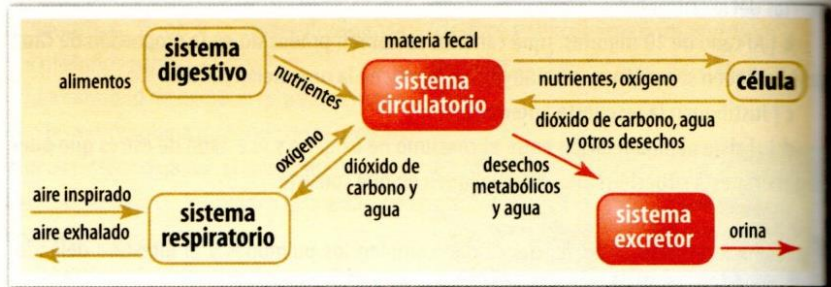 alimentos
sistema
digestivo
materia fecal
nutrientes
sistema
circulatorio
nutrientes, oxígeno
célula
dióxido de carbono, agua
y otros desechos
oxígeno
dióxido de
carbono y
agua
desechos
metabólicos
y agua
aire inspirado
aire exhalado
sistema
respiratorio
sistema
excretor
orina